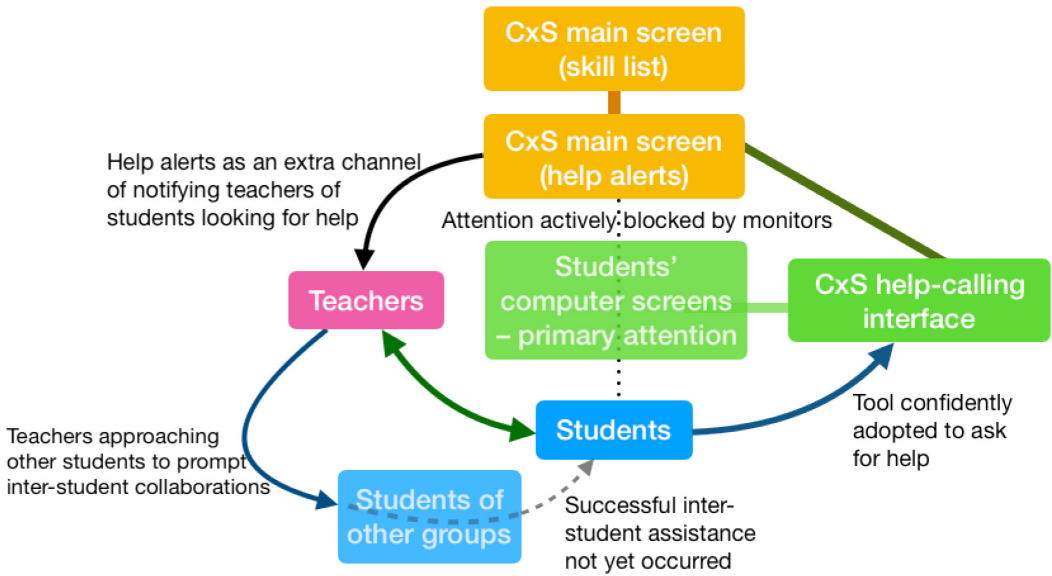 CxS main screen
(skill list)
CxS main screen
(help alerts)
Help alerts as an extra channel
of notifying teachers of
students looking for help
Attention actively blocked by monitors
Students’
computer screens
– primary attention
CxS help-calling
interface
Teachers
Students
Tool confidently
adopted to ask
for help
Teachers approaching
other students to prompt
inter-student collaborations
Students of
other groups
Successful inter-
student assistance
not yet occurred